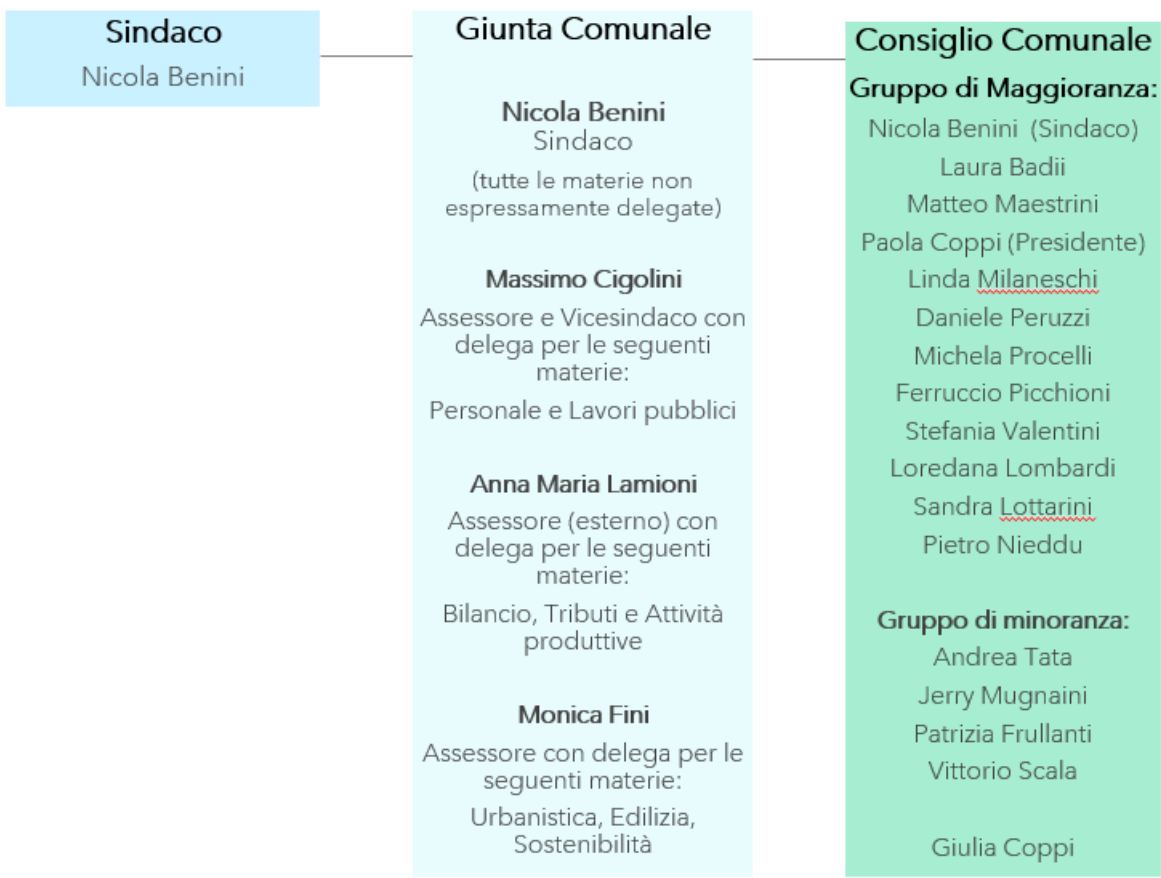 Sindaco
Nicola Benini
Giunta Comunale
Nicola Benini
Sindaco
(tutte le materie non
espressamente delegate)
Massimo Cigolini
Assessore e Vicesindaco con
delega per le seguenti
materie:
Personale e Lavori pubblici
Anna Maria Lamioni
Assessore (esterno) con
delega per le seguenti
materie:
Bilancio, Tributi e Attività
produttive
Monica Fini
Assessore con delega per le
seguenti materie:
Urbanistica, Edilizia,
Sostenibilità
Consiglio Comunale
Gruppo di Maggioranza:
Nicola Benini (Sindaco)
Laura Badii
Matteo Maestrini
Paola Coppi (Presidente)
Linda Milaneschi
Daniele Peruzzi
Michela Procelli
Ferruccio Picchioni
Stefania Valentini
Loredana Lombardi
Sandra Lottarini
Pietro Nieddu
Gruppo di minoranza:
Andrea Tata
Jerry Mugnaini
Patrizia Frullanti
Vittorio Scala
Giulia Coppi